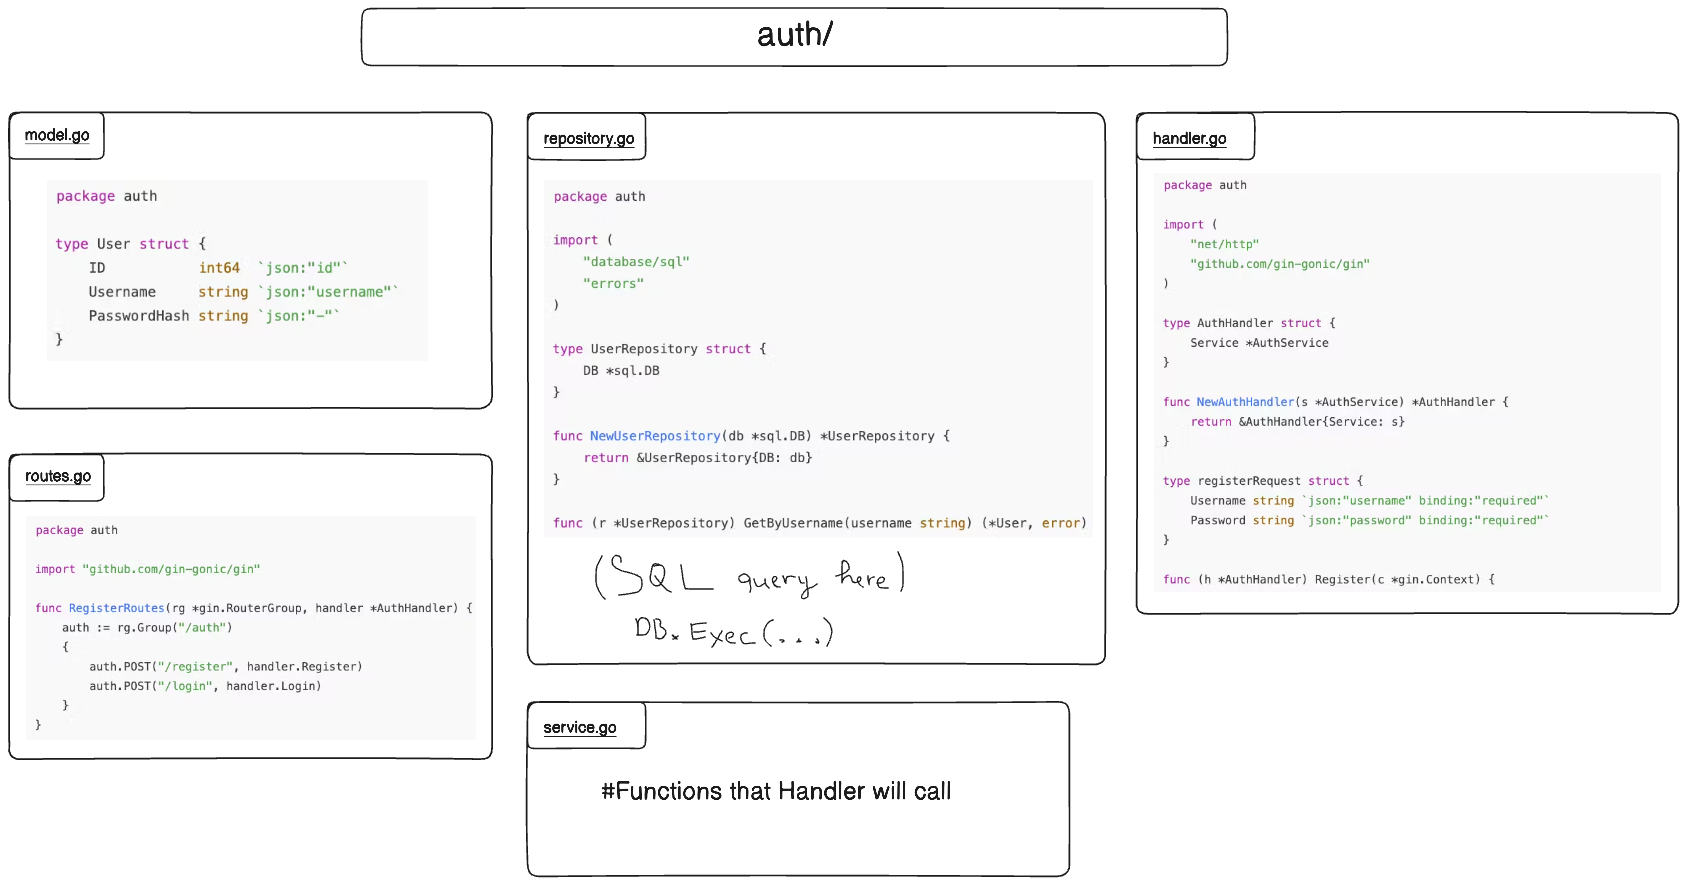 auth/
model.go
package auth
type User struct {
ID int64 `json:"id"`
Username string `json:"username"`
PasswordHash string `json:"-"`
}
routes.go
package auth
import "github.com/gin-gonic/gin"
func RegisterRoutes(rg *gin.RouterGroup, handler *AuthHandler) {
auth := rg.Group("/auth")
{
auth.POST("/register", handler.Register)
auth.POST("/login", handler.Login)
}
}
repository.go
package auth
import (
"database/sql"
"errors"
)
type UserRepository struct {
DB *sql.DB
}
func NewUserRepository(db *sql.DB) *UserRepository {
return &UserRepository{DB: db}
}
func (r *UserRepository) GetByUsername(username string) (*User, error)
(SQL query here)
DB.Exec(...)
service.go
#Functions that Handler will call
handler.go
package auth
import (
"net/http"
"github.com/gin-gonic/gin"
)
type AuthHandler struct {
Service *AuthService
}
func NewAuthHandler(s *AuthService) *AuthHandler {
return &AuthHandler{Service: s}
}
type registerRequest struct {
Username string `json:"username" binding:"required"`
Password string `json:"password" binding:"required"`
}
func (h *AuthHandler) Register(c *gin.Context) {